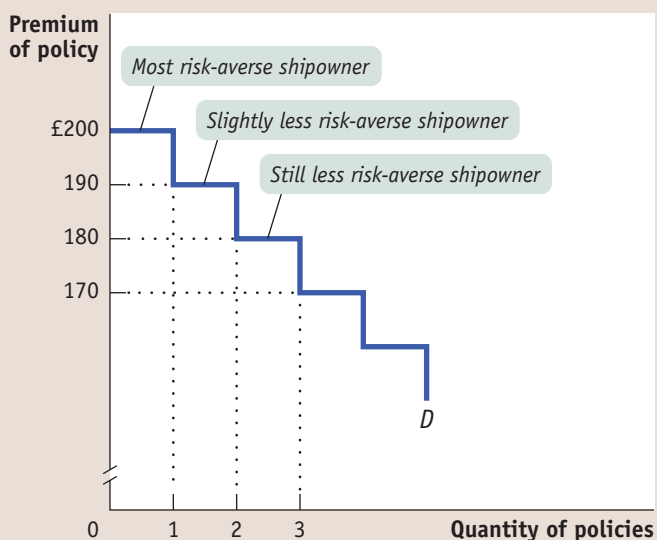 Premium
of policy
Most risk-averse shipowner
£200
Slightly less risk-averse shipowner
190
Still less risk-averse shipowner
180
170
D
0 1 2 3 Quantity of policies